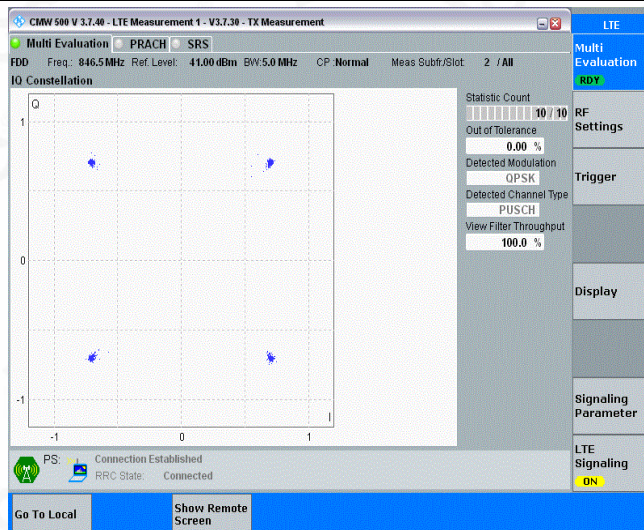 CMW 500 V 3.7.40 - LTE Measurement 1 - V3.7.30 - TX Measurement
LTE
Multi Evaluation PRACH SRS
FDD Freq.: 846.5 MHz Ref. Level: 41.00 dBm BW:5.0 MHz CP :Normal Meas Subfr/Slot: 2 / All
IQ Constellation
Q
1
0
-1
-1 0 1
I
Statistic Count
10 / 10
Out of Tolerance
0.00 %
Detected Modulation
QPSK
Detected Channel Type
PUSCH
View Filter Throughput
100.0 %
Multi
Evaluation
RDY
RF
Settings
Trigger
Display
Signaling
Parameter
LTE
Signaling
ON
PS: Connection Established
RRC State: Connected
Go To Local
Show Remote
Screen